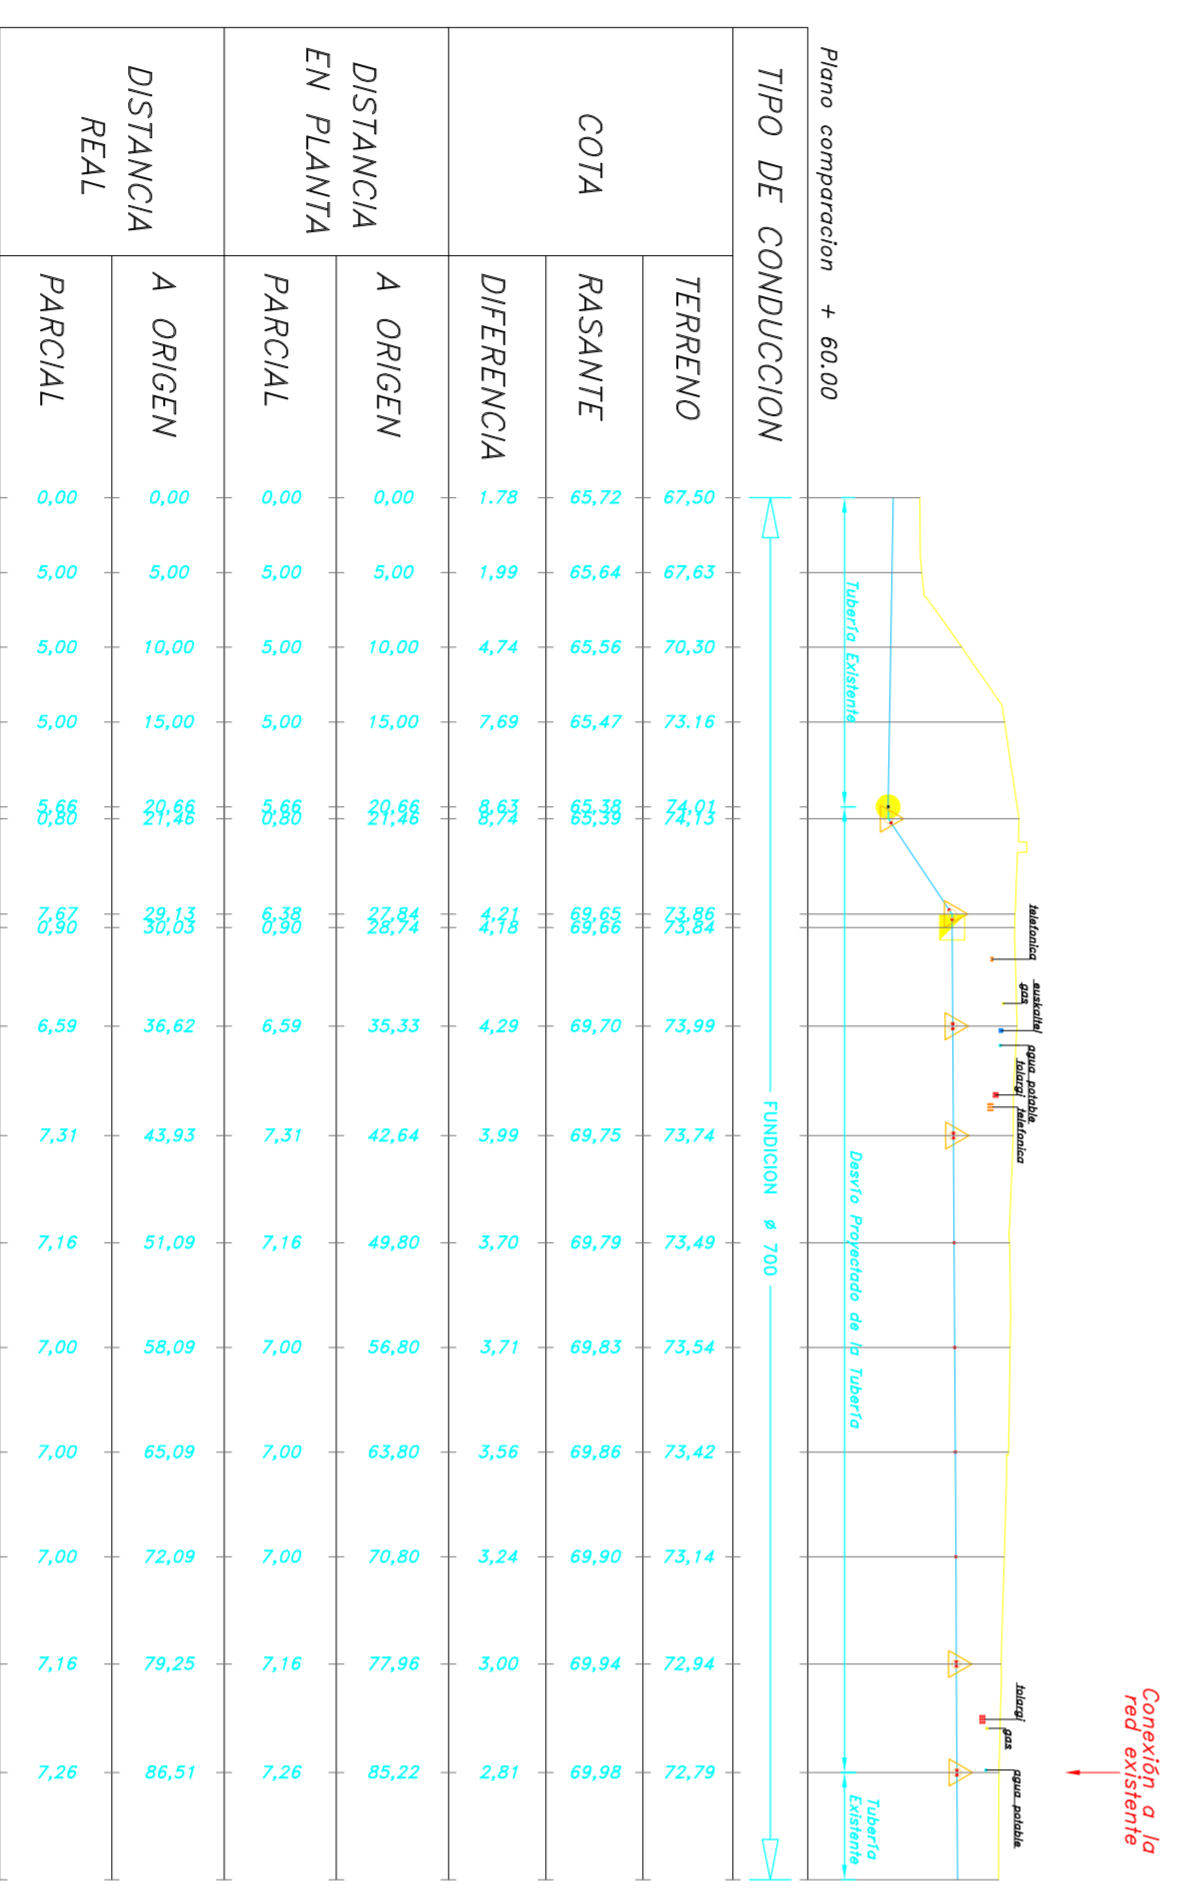 Conexión a la
red existente
telefonica
euskaltel
gas
agua potable
tolargi
telefonica
tolargi
gas
agua potable
Tubería Existente
Desvío Proyectado de la Tubería
Tubería
Existente
Plano comparacion + 60.00
TIPO DE CONDUCCION
FUNDICION ø 700
COTA
TERRENO 67,50 67,63 70,30 73.16 74,01 74,13 73,86 73,84 73,99 73,74 73,49 73,54 73,42 73,14 72,94 72,79
RASANTE 65,72 65,64 65,56 65,47 65,38 65,39 69,65 69,66 69,70 69,75 69,79 69,83 69,86 69,90 69,94 69,98
DIFERENCIA 1.78 1,99 4,74 7,69 8,63 8,74 4,21 4,18 4,29 3,99 3,70 3,71 3,56 3,24 3,00 2,81
DISTANCIA
EN PLANTA
A ORIGEN 0,00 5,00 10,00 15,00 20,66 21,46 27,84 28,74 35,33 42,64 49,80 56,80 63,80 70,80 77,96 85,22
PARCIAL 0,00 5,00 5,00 5,00 5,66 0,80 6,38 0,90 6,59 7,31 7,16 7,00 7,00 7,00 7,16 7,26
DISTANCIA
REAL
A ORIGEN 0,00 5,00 10,00 15,00 20,66 21,46 29,13 30,03 36,62 43,93 51,09 58,09 65,09 72,09 79,25 86,51
PARCIAL 0,00 5,00 5,00 5,00 5,66 0,80 7,67 0,90 6,59 7,31 7,16 7,00 7,00 7,00 7,16 7,26